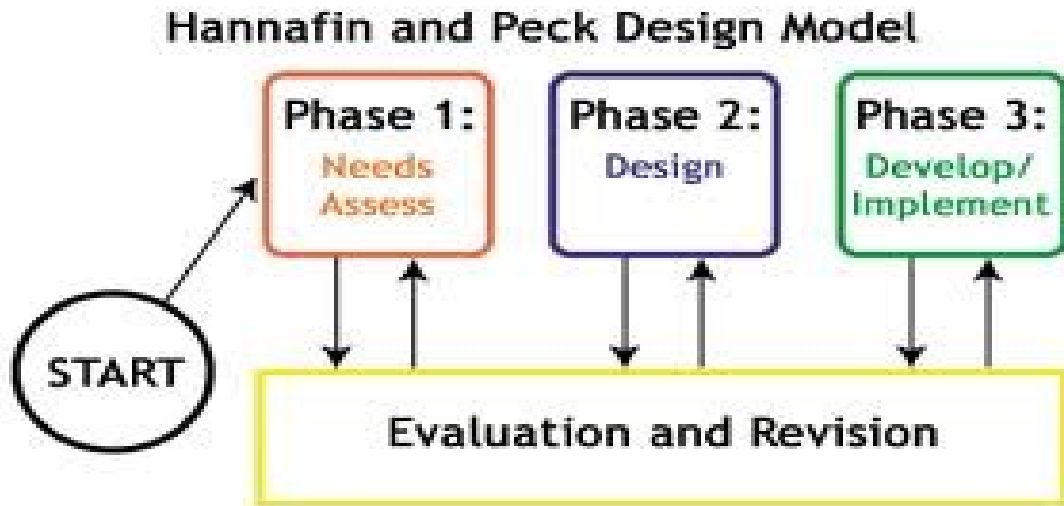 Hannafin and Peck Design Model
Phase 1:
Needs
Assess
Phase 2:
Design
Phase 3:
Develop/
Implement
START
Evaluation and Revision